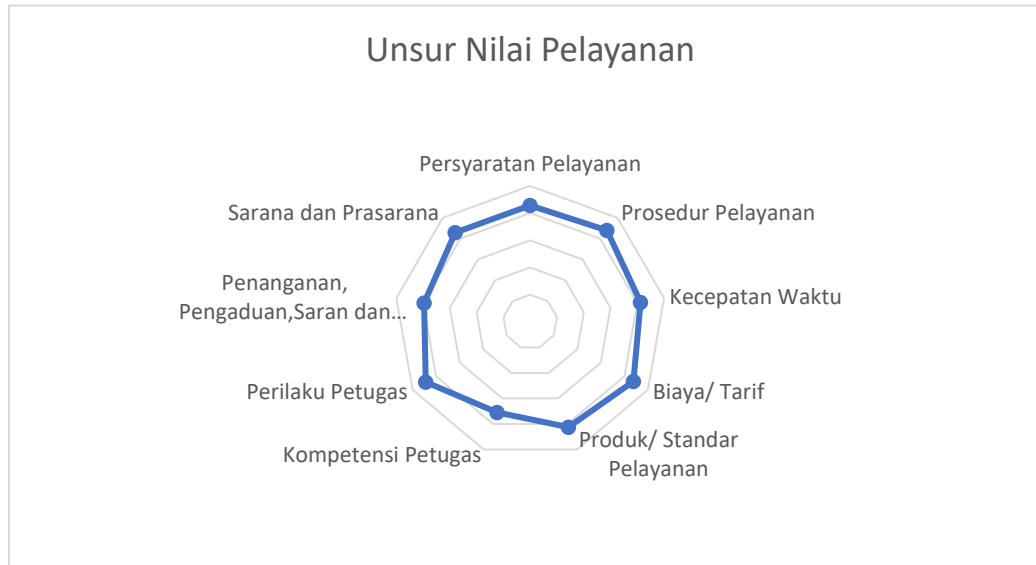 Unsur Nilai Pelayanan
Persyaratan Pelayanan
Prosedur Pelayanan
Kecepatan Waktu
Biaya/ Tarif
Produk/ Standar
Pelayanan
Kompetensi Petugas
Perilaku Petugas
Penanganan,
Pengaduan,Saran dan...
Sarana dan Prasarana